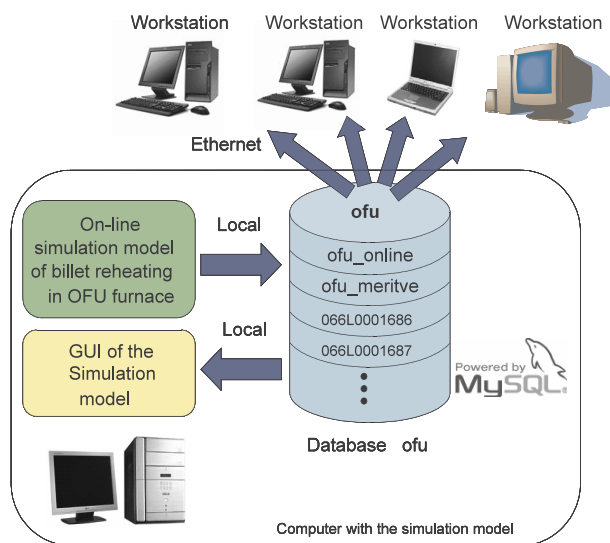 Workstation
Workstation
Workstation
Workstation
Ethernet
On-line
simulation model
of billet reheating
in OFU furnace
Local
ofu
ofu_online
ofu_meritve
066L0001686
066L0001687
Local
GUI of the
Simulation
model
Powered by
MySQL
Database ofu
Computer with the simulation model